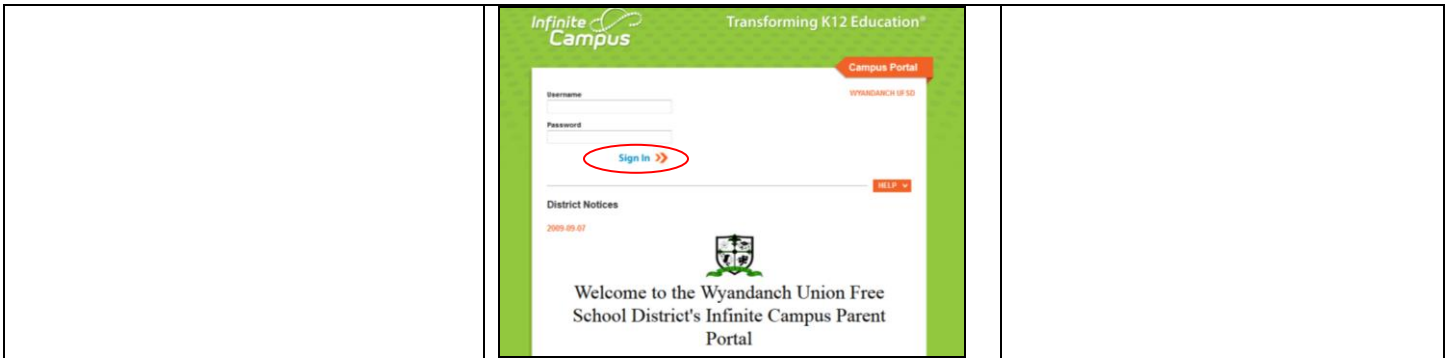 Infinite
Campus
Transforming K12 Education®
Campus Portal
WYANDANCH UFSD
Username
Password
Sign In
HELP
District Notices
2009-09-07
Welcome to the Wyandanch Union Free
School District's Infinite Campus Parent
Portal